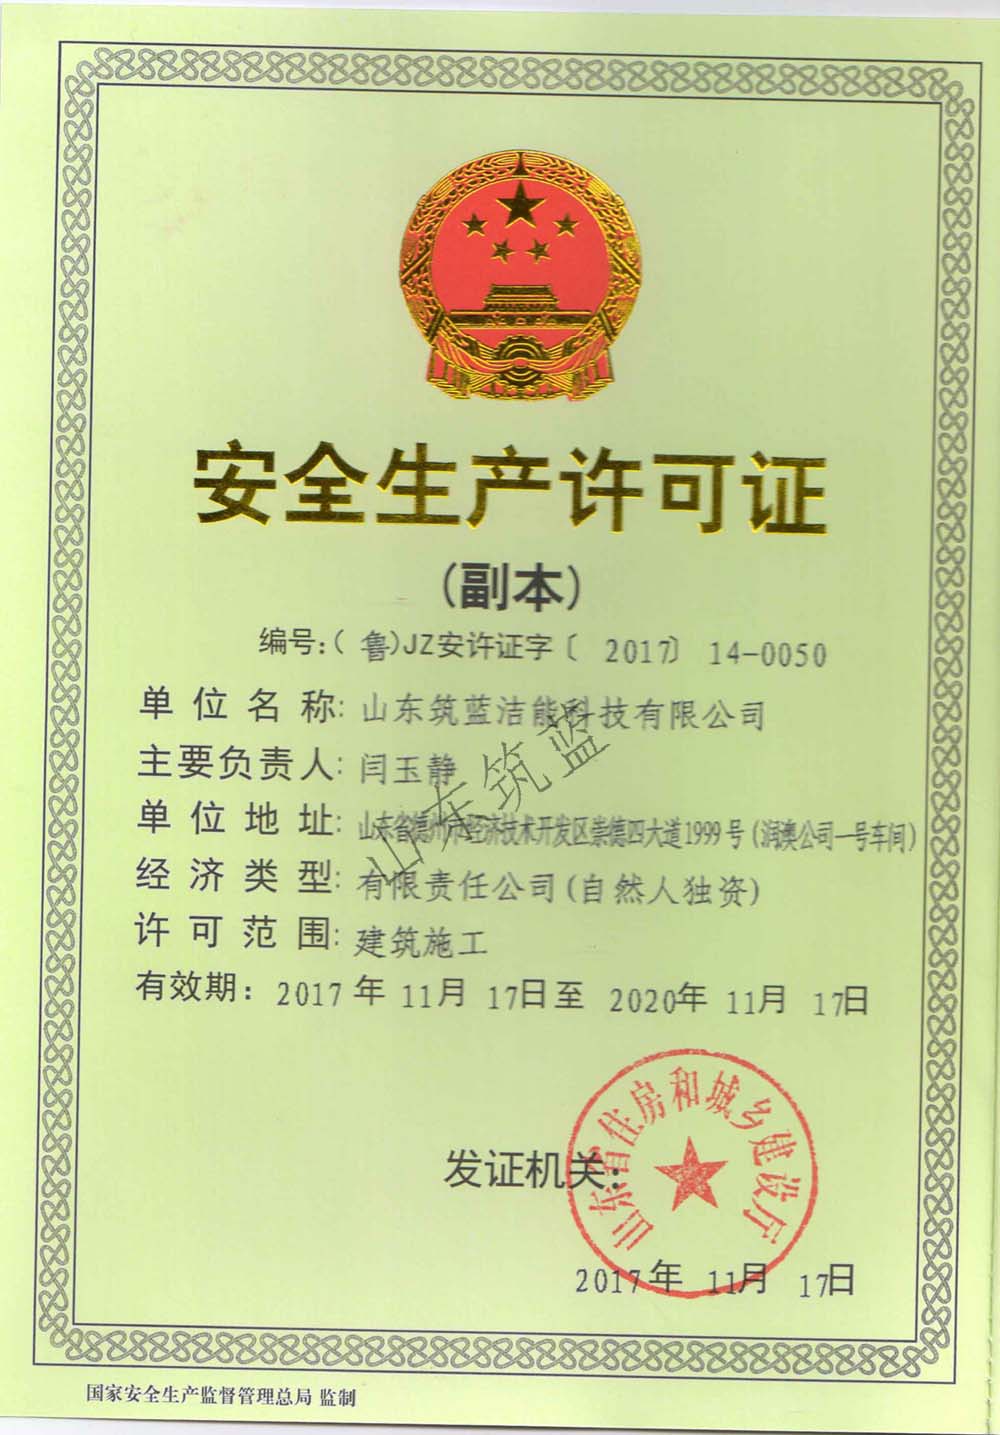 安全生产许可证
(副本)
编号:(鲁)JZ安许证字〔2017〕14-0050
单位名称:山东筑蓝洁能科技有限公司
主要负责人:闫玉静
单位地址:山东省德州市经济技术开发区崇德四大道1999号(润澳公司一号车间)
经济类型:有限责任公司(自然人独资)
许可范围:建筑施工
有效期:2017年11月17日至2020年11月17日
山东筑蓝
发证机关:
山东省住房和城乡建设厅
2017年11月17日
国家安全生产监督管理总局 监制